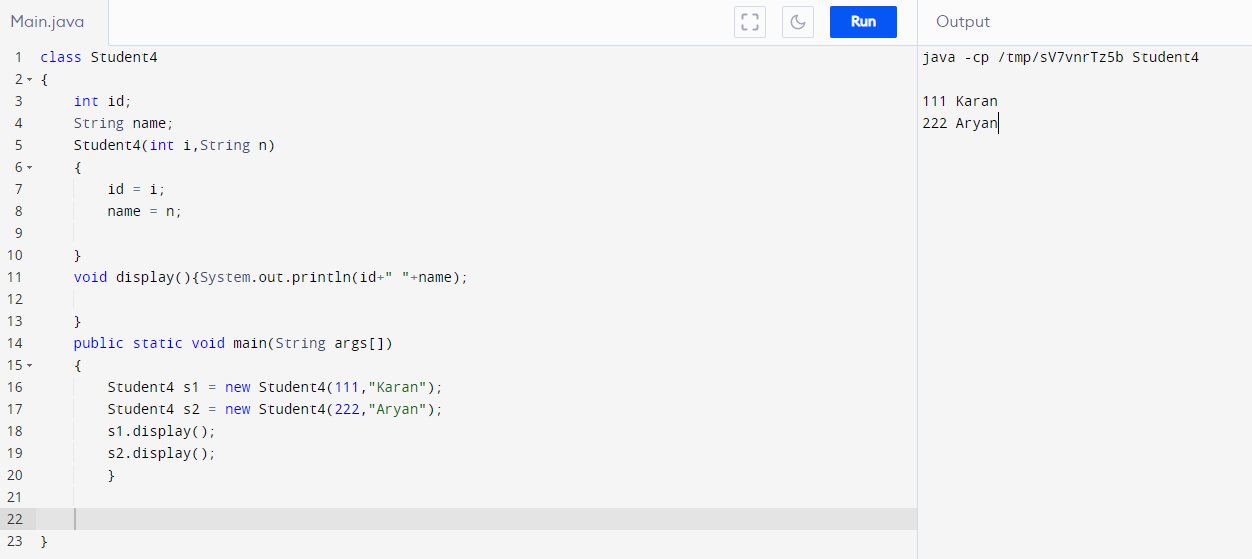 Main.java
Run
Output
1 class Student4
2 {
3     int id;
4     String name;
5     Student4(int i,String n)
6     {
7         id = i;
8         name = n;
9
10     }
11     void display(){System.out.println(id+" "+name);
12
13     }
14     public static void main(String args[])
15     {
16         Student4 s1 = new Student4(111,"Karan");
17         Student4 s2 = new Student4(222,"Aryan");
18         s1.display();
19         s2.display();
20         }
21
22
23 }
java -cp /tmp/sV7vnrTz5b Student4
111 Karan
222 Aryan